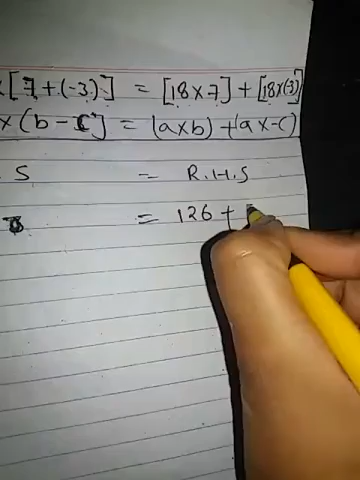 x[7+(-3)] = [18x7] + [18x(-3)]
x(b-c] = (axb) + (ax-c)
S = R.H.S
= 126 +